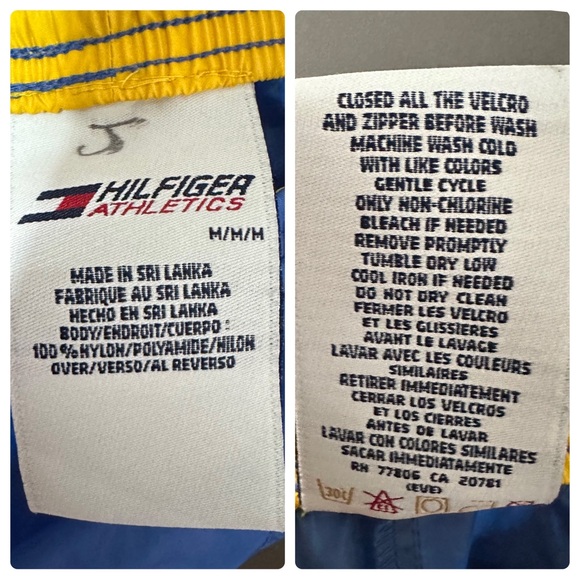 J
HILFIGER
ATHLETICS
M/M/M
MADE IN SRI LANKA
FABRIQUE AU SRI LANKA
HECHO EN SRI LANKA
BODY/ENDROIT/CUERPO :
100 % NYLON/POLYAMIDE/NILON
OVER/VERSO/AL REVERSO
CLOSED ALL THE VELCRO
AND ZIPPER BEFORE WASH
MACHINE WASH COLD
WITH LIKE COLORS
GENTLE CYCLE
ONLY NON-CHLORINE
BLEACH IF NEEDED
REMOVE PROMPTLY
TUMBLE DRY LOW
COOL IRON IF NEEDED
DO NOT DRY CLEAN
FERMER LES VELCRO
ET LES GLISSIERES
AVANT LE LAVAGE
LAVAR AVEC LES COULEURS
SIMILAIRES
RETIRER IMMEDIATEMENT
CERRAR LOS VELCROS
ET LOS CIERRES
ANTES DE LAVAR
LAVAR CON COLORES SIMILARES
SACAR IMMEDIATAMENTE
RN 77806 CA 20781
(EVE)